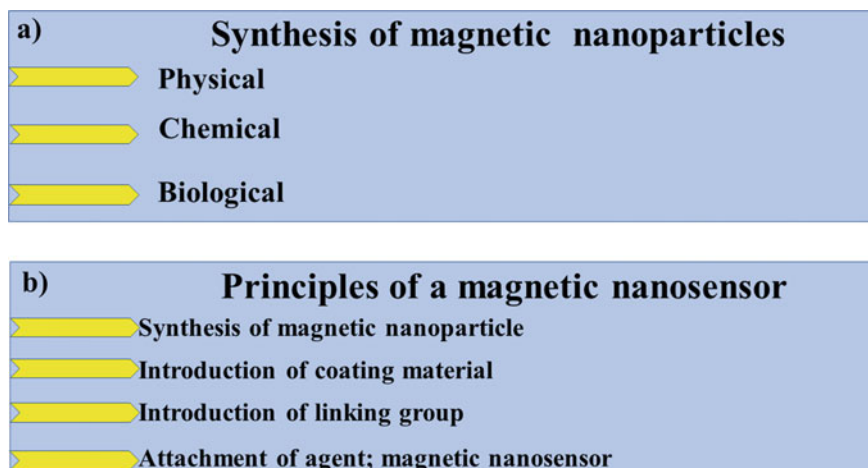 a)
Synthesis of magnetic nanoparticles
Physical
Chemical
Biological
b)
Principles of a magnetic nanosensor
Synthesis of magnetic nanoparticle
Introduction of coating material
Introduction of linking group
Attachment of agent; magnetic nanosensor